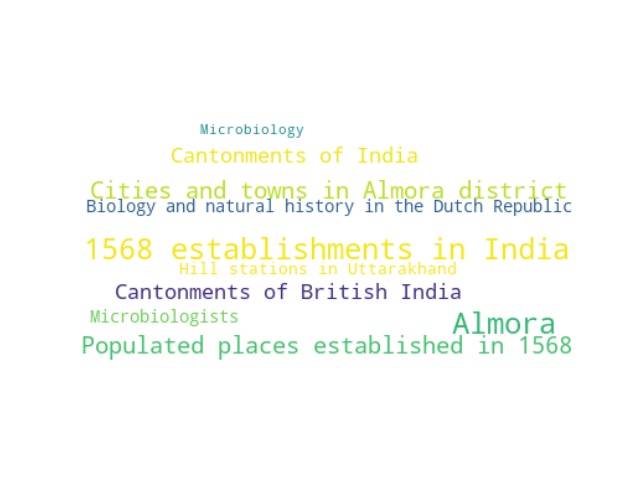 Microbiology
Cantonments of India
Cities and towns in Almora district
Biology and natural history in the Dutch Republic
1568 establishments in India
Hill stations in Uttarakhand
Cantonments of British India
Microbiologists
Almora
Populated places established in 1568